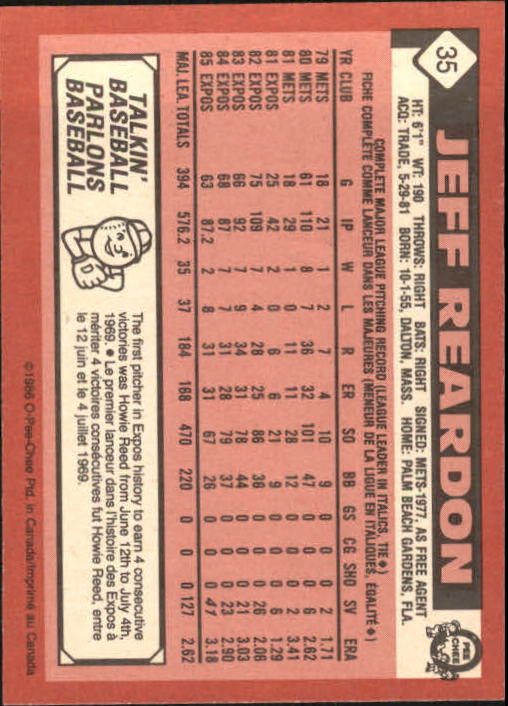 35
JEFF REARDON
O PEE CHEE
HT: 6'1" WT: 190 THROWS: RIGHT BATS: RIGHT SIGNED: METS-1977, AS FREE AGENT
ACQ: TRADE, 5-29-81 BORN: 10-1-55, DALTON, MASS. HOME: PALM BEACH GARDENS, FLA.
COMPLETE MAJOR LEAGUE PITCHING RECORD (LEAGUE LEADER IN ITALICS, TIE ♦)
FICHE COMPLETE COMME LANCEUR DANS LES MAJEURES (MENEUR DE LA LIGUE EN ITALIQUES, ÉGALITÉ ♦)
YR CLUB G IP W L R ER SO BB GS CG SHO SV ERA
79 METS 18 21 1 2 7 4 10 9 0 0 0 2 1.71
80 METS 61 110 8 7 36 32 101 47 0 0 0 6 2.62
81 METS 18 29 1 0 11 11 28 12 0 0 0 2 3.41
81 EXPOS 25 42 2 0 6 6 21 9 0 0 0 6 1.29
82 EXPOS 75 109 7 4 28 25 86 36 0 0 0 26 2.06
83 EXPOS 66 92 7 9 34 31 78 44 0 0 0 21 3.03
84 EXPOS 68 87 7 7 31 28 79 37 0 0 0 23 2.90
85 EXPOS 63 87.2 2 8 31 31 67 26 0 0 0 41 3.18
MAJ. LEA. TOTALS 394 576.2 35 37 184 168 470 220 0 0 0 127 2.62
TALKIN'
BASEBALL
PARLONS
BASEBALL
The first pitcher in Expos history to earn 4 consecutive
victories was Howie Reed from June 12th to July 4th,
1969. ● Le premier lanceur dans l'histoire des Expos à
mériter 4 victoires consécutives fut Howie Reed, entre
le 12 juin et le 4 juillet 1969.
©1986 O-Pee-Chee Ptd. in Canada/Imprimé au Canada